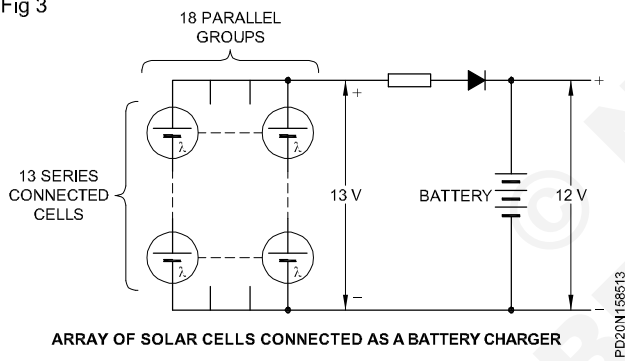 Fig 3
18 PARALLEL
GROUPS
13 SERIES
CONNECTED
CELLS
λ
λ
λ
λ
+
13 V
–
BATTERY
+
12 V
–
ARRAY OF SOLAR CELLS CONNECTED AS A BATTERY CHARGER
PD20N158513
©